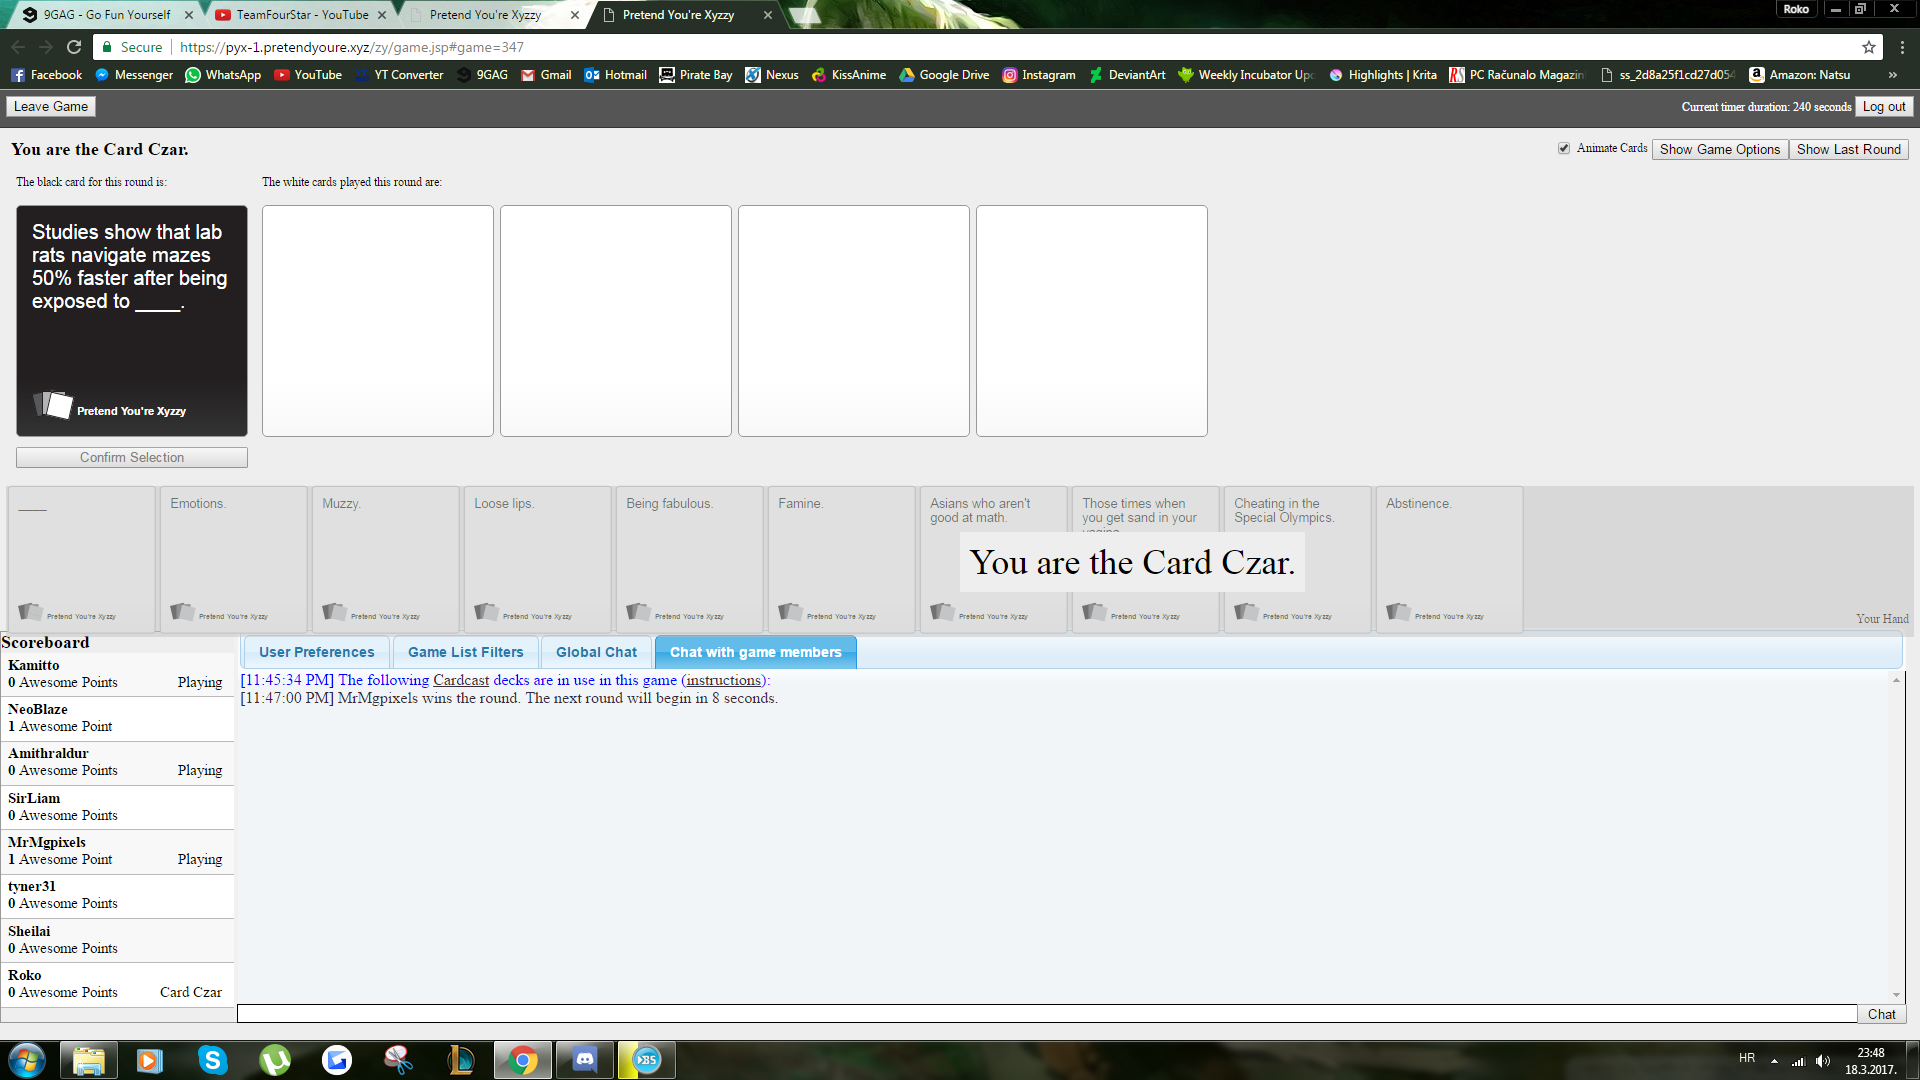 9GAG - Go Fun Yourself
TeamFourStar - YouTube
Pretend You're Xyzzy
Pretend You're Xyzzy
Roko
Secure
https://pyx-1.pretendyoure.xyz/zy/game.jsp#game=347
Facebook
Messenger
WhatsApp
YouTube
YT Converter
9GAG
Gmail
Hotmail
Pirate Bay
Nexus
KissAnime
Google Drive
Instagram
DeviantArt
Weekly Incubator Up
Highlights | Krita
PC Računalo Magazin
ss_2d8a25f1cd27d054
Amazon: Natsu
»
Leave Game
Current timer duration: 240 seconds
Log out
You are the Card Czar.
Animate Cards
Show Game Options
Show Last Round
The black card for this round is:
The white cards played this round are:
Studies show that lab
rats navigate mazes
50% faster after being
exposed to ____.
Pretend You're Xyzzy
Confirm Selection
____
Pretend You're Xyzzy
Emotions.
Pretend You're Xyzzy
Muzzy.
Pretend You're Xyzzy
Loose lips.
Pretend You're Xyzzy
Being fabulous.
Pretend You're Xyzzy
Famine.
Pretend You're Xyzzy
Asians who aren't
good at math.
Pretend You're Xyzzy
Those times when
you get sand in your
Pretend You're Xyzzy
Cheating in the
Special Olympics.
Pretend You're Xyzzy
Abstinence.
Pretend You're Xyzzy
You are the Card Czar.
Your Hand
Scoreboard
Kamitto
0 Awesome Points Playing
NeoBlaze
1 Awesome Point
Amithraldur
0 Awesome Points Playing
SirLiam
0 Awesome Points
MrMgpixels
1 Awesome Point Playing
tyner31
0 Awesome Points
Sheilai
0 Awesome Points
Roko
0 Awesome Points Card Czar
User Preferences
Game List Filters
Global Chat
Chat with game members
[11:45:34 PM] The following Cardcast decks are in use in this game (instructions):
[11:47:00 PM] MrMgpixels wins the round. The next round will begin in 8 seconds.
Chat
BS
HR
23:48
18.3.2017.